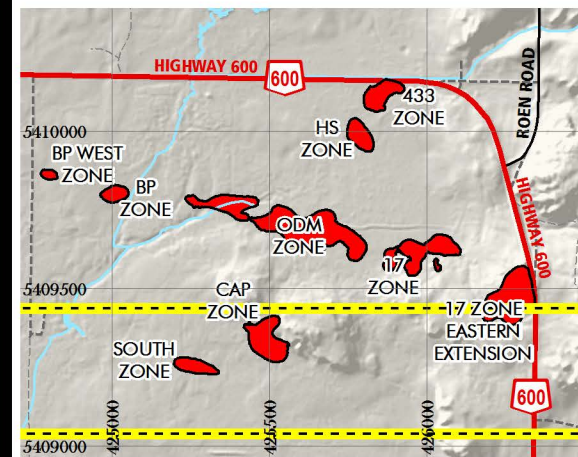 HIGHWAY 600
600
433
ZONE
ROEN ROAD
5410000
HS
ZONE
BP WEST
ZONE
BP
ZONE
ODM
ZONE
17
ZONE
HIGHWAY 600
5409500
CAP
ZONE
17 ZONE
EASTERN
EXTENSION
SOUTH
ZONE
600
5409000
425000
425500
426000